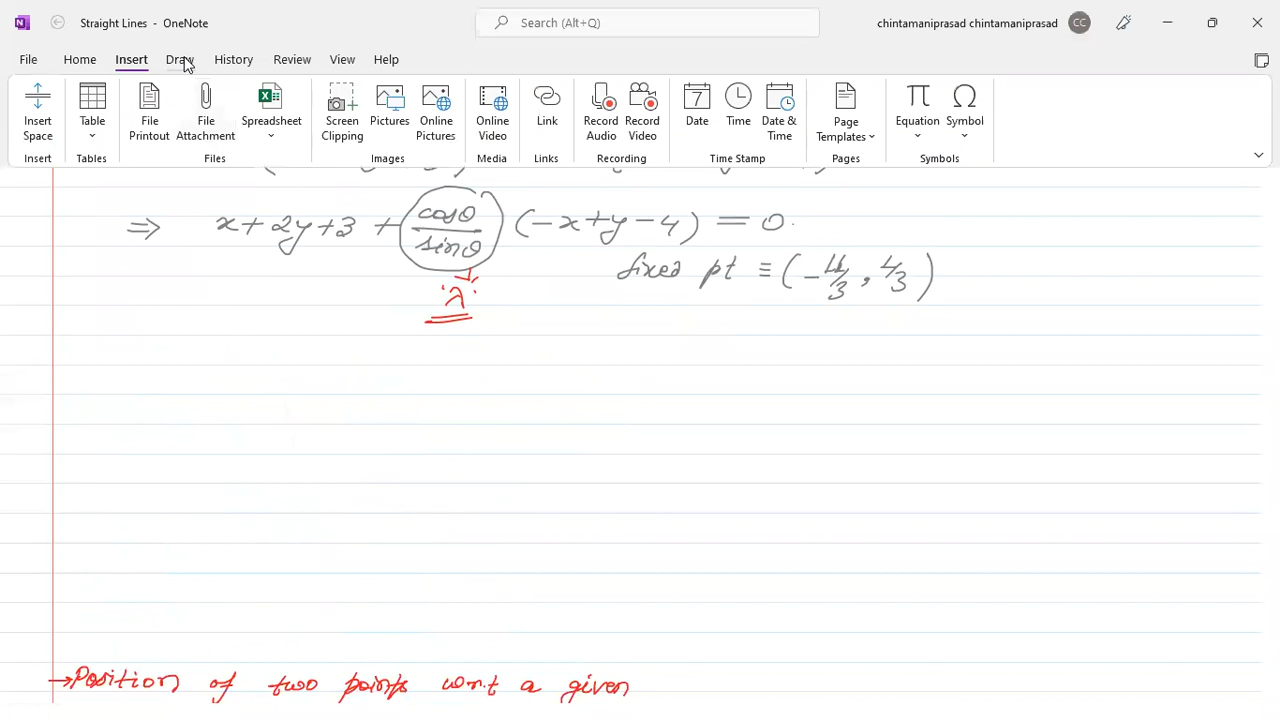 Straight Lines - OneNote
Search (Alt+Q)
chintamaniprasad chintamaniprasad CC
File Home Insert Draw History Review View Help
Insert Space Table File Printout File Attachment Spreadsheet Screen Clipping Pictures Online Pictures Online Video Link Record Audio Record Video Date Time Date & Time Page Templates Equation Symbol
Insert Tables Files Images Media Links Recording Time Stamp Pages Symbols
⇒ x+2y+3 + cosθ/sinθ (-x+y-4) = 0.
fixed pt ≡ (-11/3, 1/3)
'λ'
→Position of two points w.r.t a given